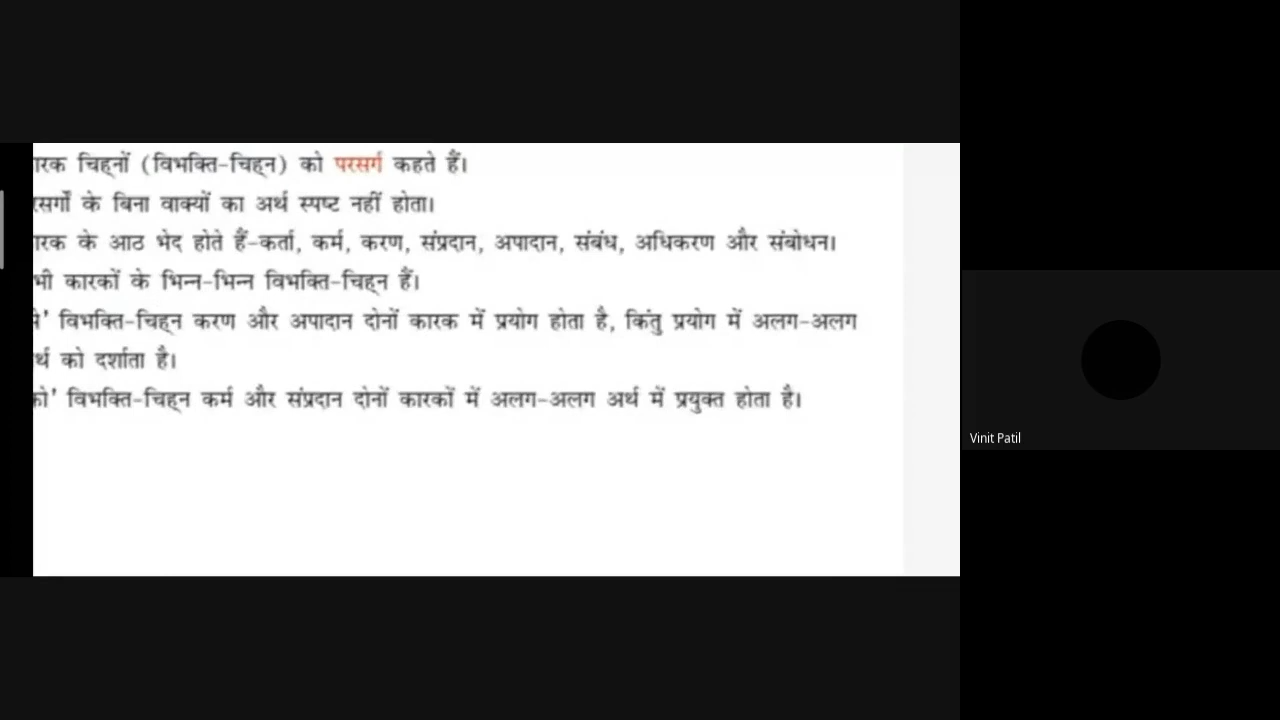 ारक चिह्नों (विभक्ति-चिह्न) को परसर्ग कहते हैं।
रसर्गों के बिना वाक्यों का अर्थ स्पष्ट नहीं होता।
ारक के आठ भेद होते हैं-कर्ता, कर्म, करण, संप्रदान, अपादान, संबंध, अधिकरण और संबोधन।
भी कारकों के भिन्न-भिन्न विभक्ति-चिह्न हैं।
विभक्ति-चिह्न करण और अपादान दोनों कारक में प्रयोग होता है, किंतु प्रयोग में अलग-अलग
र्थ को दर्शाता है।
विभक्ति-चिह्न कर्म और संप्रदान दोनों कारकों में अलग-अलग अर्थ में प्रयुक्त होता है।
Vinit Patil